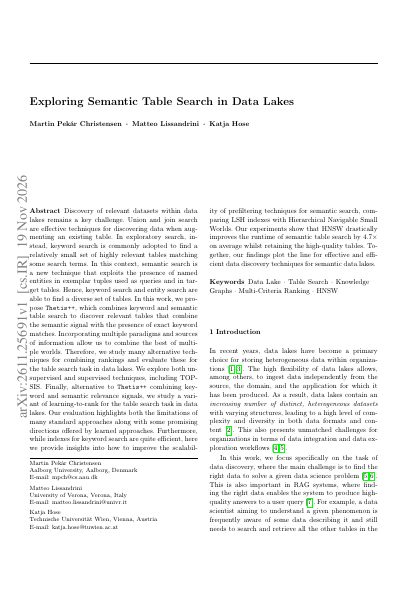 Exploring Semantic Table Search in Data Lakes
Martin Pekár Christensen · Matteo Lissandrini · Katja Hose
arXiv:2611.25691v1 [cs.IR] 19 Nov 2026
Abstract Discovery of relevant datasets within data
lakes remains a key challenge. Union and join search
are effective techniques for discovering data when aug-
menting an existing table. In exploratory search, in-
stead, keyword search is commonly adopted to find a
relatively small set of highly relevant tables matching
some search terms. In this context, semantic search is
a new technique that exploits the presence of named
entities in exemplar tuples used as queries and in tar-
get tables. Hence, keyword search and entity search are
able to find a diverse set of tables. In this work, we pro-
pose Thetis++, which combines keyword and semantic
table search to discover relevant tables that combine
the semantic signal with the presence of exact keyword
matches. Incorporating multiple paradigms and sources
of information allow us to combine the best of multi-
ple worlds. Therefore, we study many alternative tech-
niques for combining rankings and evaluate these for
the table search task in data lakes. We explore both un-
supervised and supervised techniques, including TOP-
SIS. Finally, alternative to Thetis++ combining key-
word and semantic relevance signals, we study a vari-
ant of learning-to-rank for the table search task in data
lakes. Our evaluation highlights both the limitations of
many standard approaches along with some promising
directions offered by learned approaches. Furthermore,
while indexes for keyword search are quite efficient, here
we provide insights into how to improve the scalabil-
Martin Pekár Christensen
Aalborg University, Aalborg, Denmark
E-mail: mpch@cs.aau.dk
Matteo Lissandrini
University of Verona, Verona, Italy
E-mail: matteo.lissandrini@univr.it
Katja Hose
Technische Universität Wien, Vienna, Austria
E-mail: katja.hose@tuwien.ac.at
ity of prefiltering techniques for semantic search, com-
paring LSH indexes with Hierarchical Navigable Small
Worlds. Our experiments show that HNSW drastically
improves the runtime of semantic table search by 4.7×
on average whilst retaining the high-quality tables. To-
gether, our findings plot the line for effective and effi-
cient data discovery techniques for semantic data lakes.
Keywords Data Lake · Table Search · Knowledge
Graphs · Multi-Criteria Ranking · HNSW
1 Introduction
In recent years, data lakes have become a primary
choice for storing heterogeneous data within organiza-
tions [1,3]. The high flexibility of data lakes allows,
among others, to ingest data independently from the
source, the domain, and the application for which it
has been produced. As a result, data lakes contain an
increasing number of distinct, heterogeneous datasets
with varying structures, leading to a high level of com-
plexity and diversity in both data formats and con-
tent [2]. This also presents unmatched challenges for
organizations in terms of data integration and data ex-
ploration workflows [4,5].
In this work, we focus specifically on the task of
data discovery, where the main challenge is to find the
right data to solve a given data science problem [5,6].
This is also important in RAG systems, where find-
ing the right data enables the system to produce high-
quality answers to a user query [7]. For example, a data
scientist aiming to understand a given phenomenon is
frequently aware of some data describing it and still
needs to search and retrieve all the other tables in the